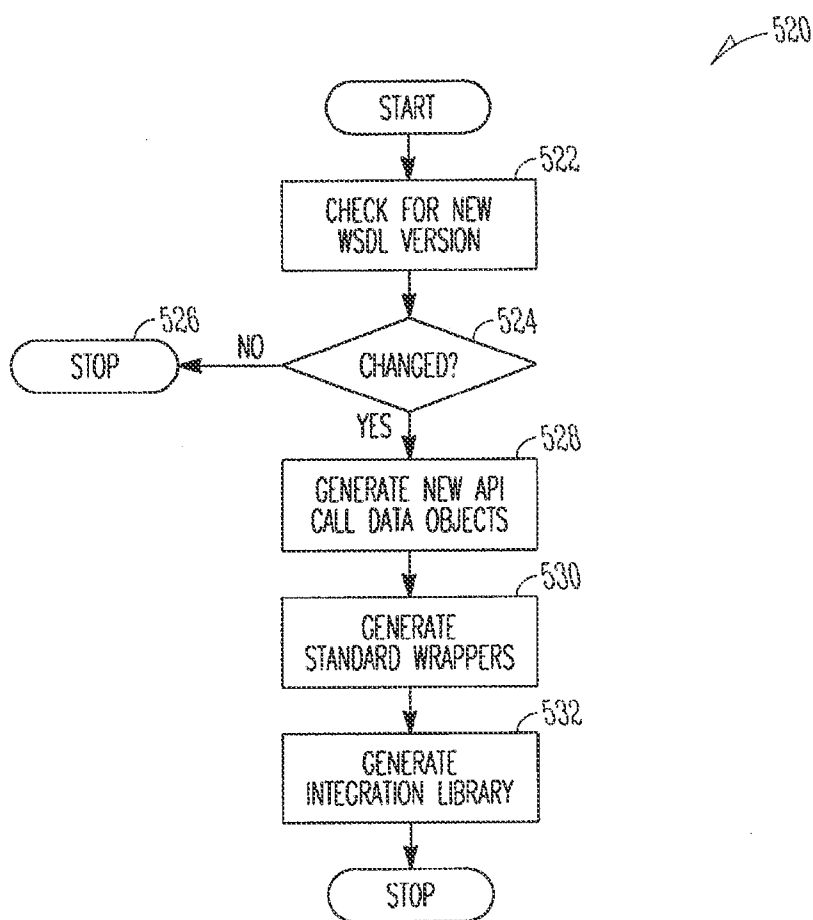 520
START
522
CHECK FOR NEW
WSDL VERSION
526
STOP
NO
524
CHANGED?
YES
528
GENERATE NEW API
CALL DATA OBJECTS
530
GENERATE
STANDARD WRAPPERS
532
GENERATE
INTEGRATION LIBRARY
STOP